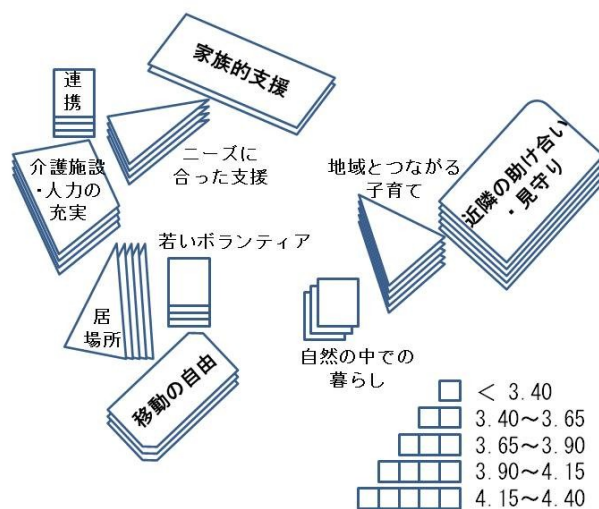 家族的支援
連
携
ニーズに
合った支援
介護施設
・人力の
充実
地域とつながる
子育て
近隣の助け合い
・見守り
若いボランティア
居
場所
自然の中での
暮らし
移動の自由
< 3.40
3.40～3.65
3.65～3.90
3.90～4.15
4.15～4.40